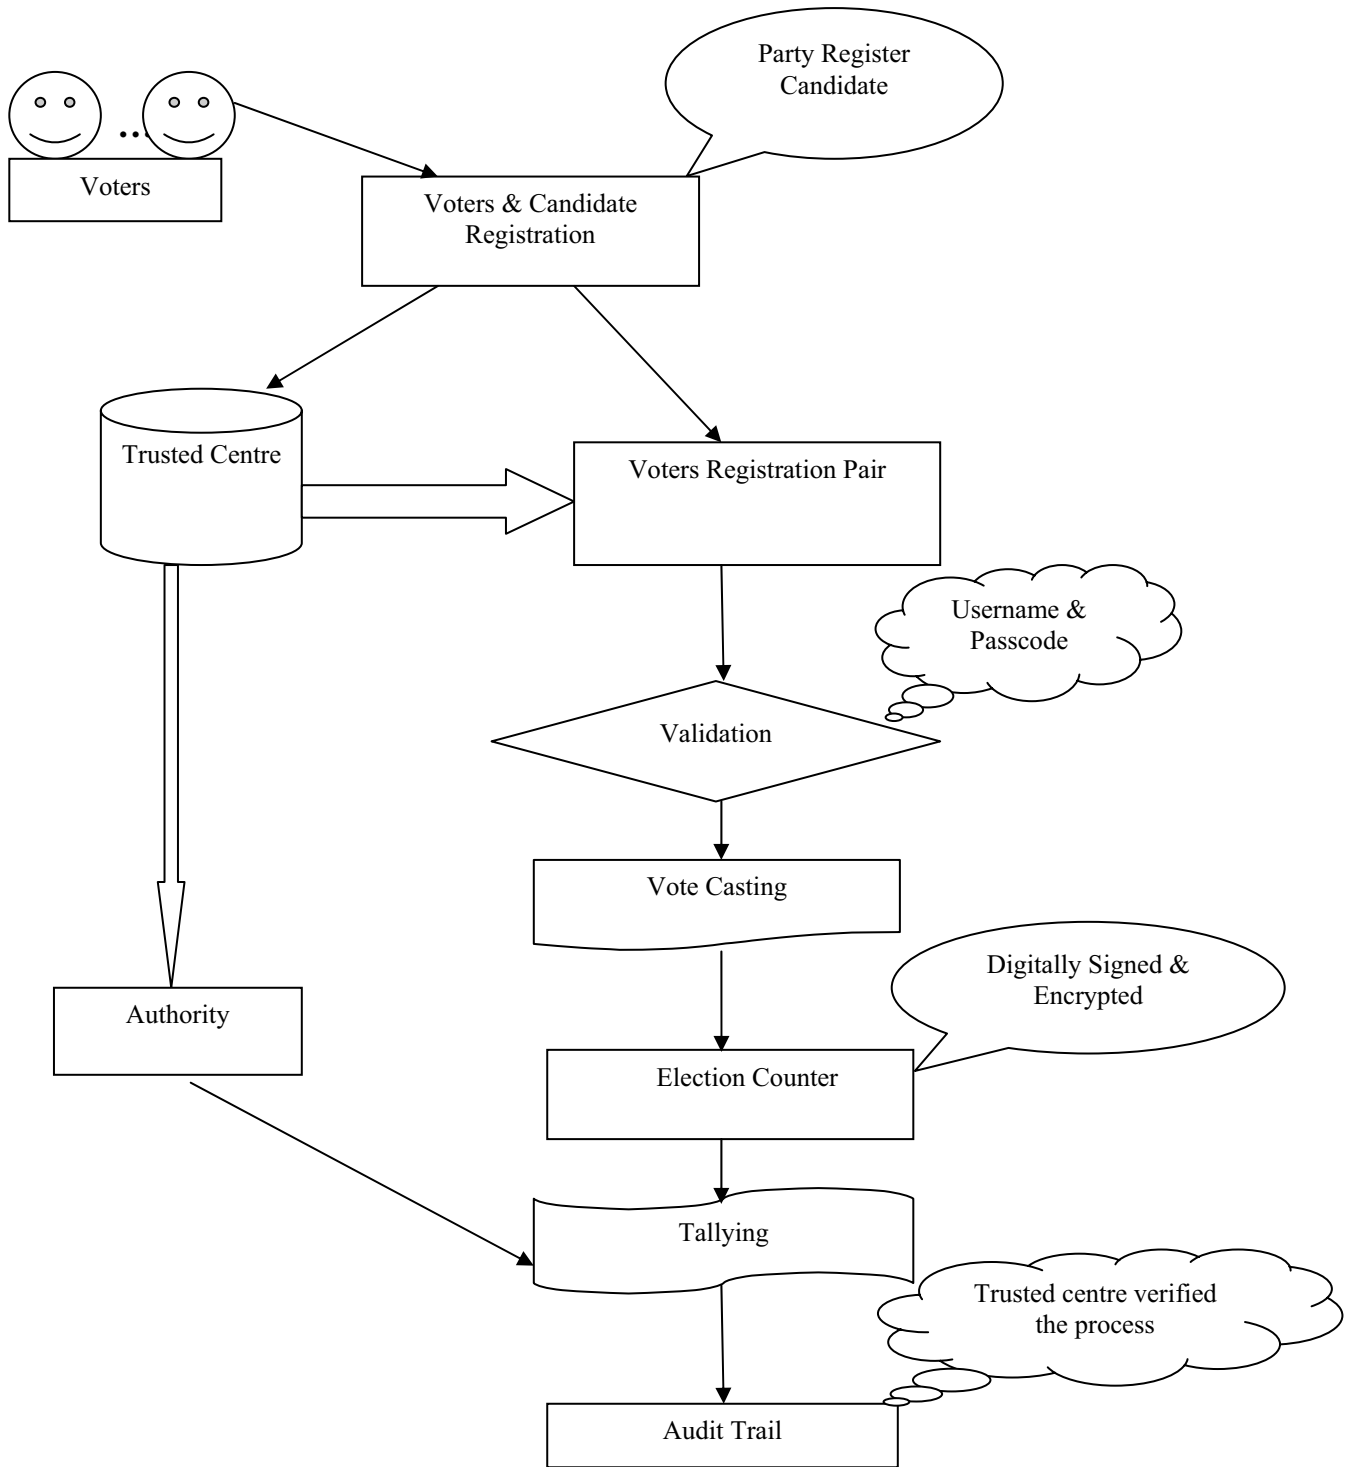 Party Register
Candidate
...
Voters
Voters & Candidate
Registration
Trusted Centre
Voters Registration Pair
Username &
Passcode
Validation
Vote Casting
Digitally Signed &
Encrypted
Authority
Election Counter
Tallying
Trusted centre verified
the process
Audit Trail